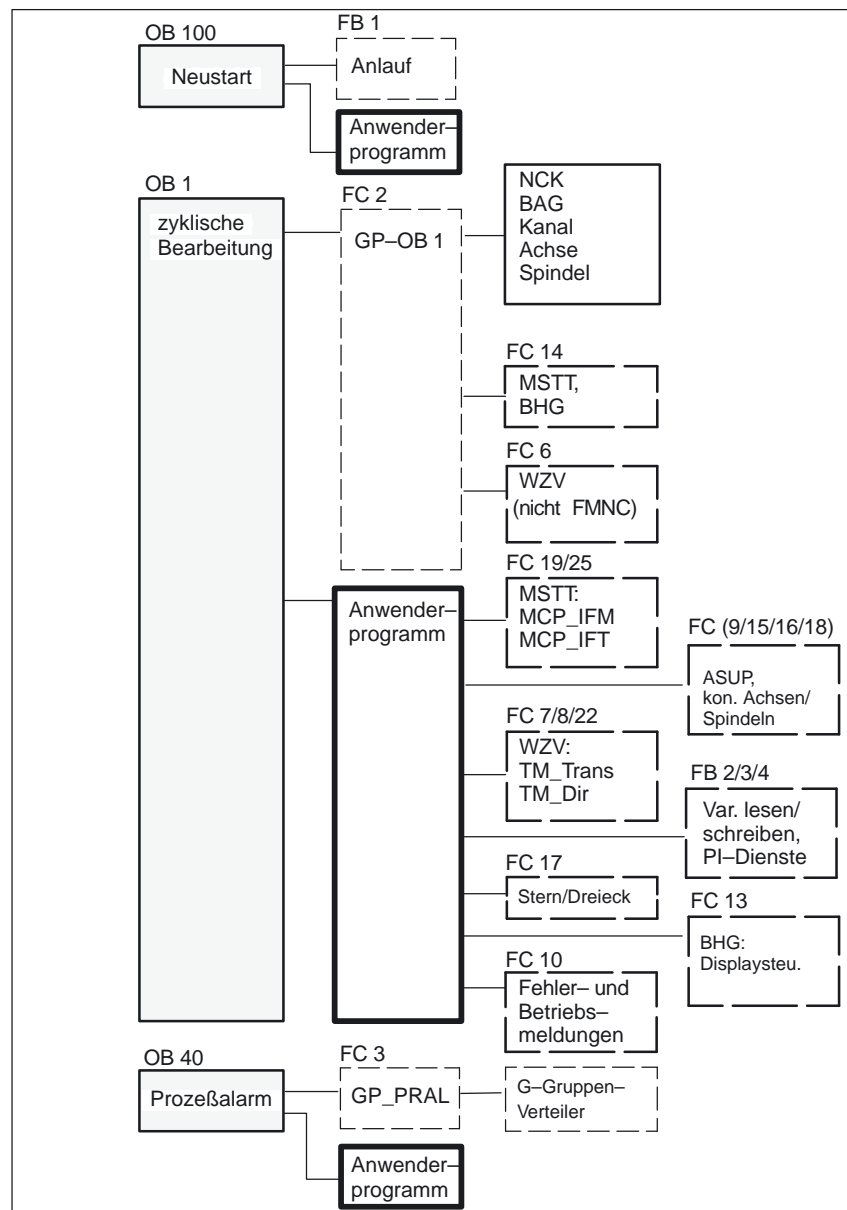 OB 100
Neustart
FB 1
Anlauf
Anwender–
programm
OB 1
zyklische
Bearbeitung
FC 2
GP–OB 1
NCK
BAG
Kanal
Achse
Spindel
FC 14
MSTT,
BHG
FC 6
WZV
(nicht FMNC)
Anwender–
programm
FC 19/25
MSTT:
MCP_IFM
MCP_IFT
FC (9/15/16/18)
ASUP,
kon. Achsen/
Spindeln
FC 7/8/22
WZV:
TM_Trans
TM_Dir
FB 2/3/4
Var. lesen/
schreiben,
PI–Dienste
FC 17
Stern/Dreieck
FC 13
BHG:
Displaysteu.
FC 10
Fehler– und
Betriebs–
meldungen
OB 40
Prozeßalarm
FC 3
GP_PRAL
G–Gruppen–
Verteiler
Anwender–
programm